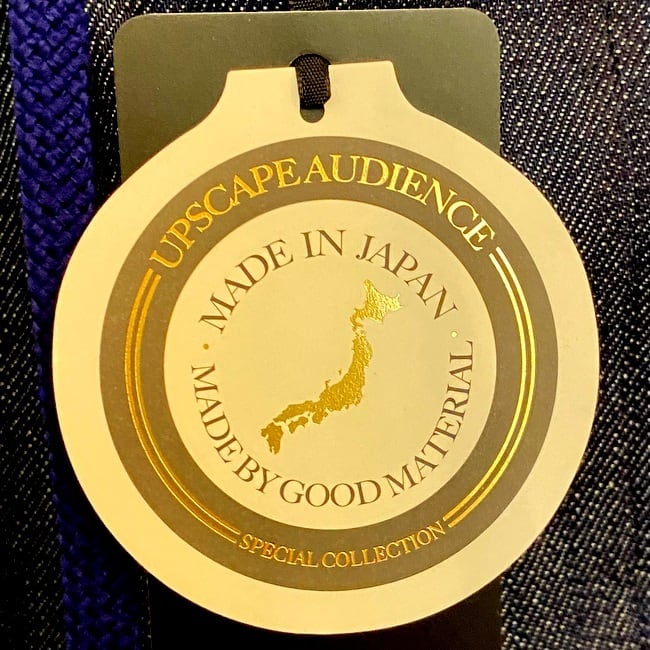 UPSCAPE AUDIENCE
MADE IN JAPAN
MADE BY GOOD MATERIAL
SPECIAL COLLECTION